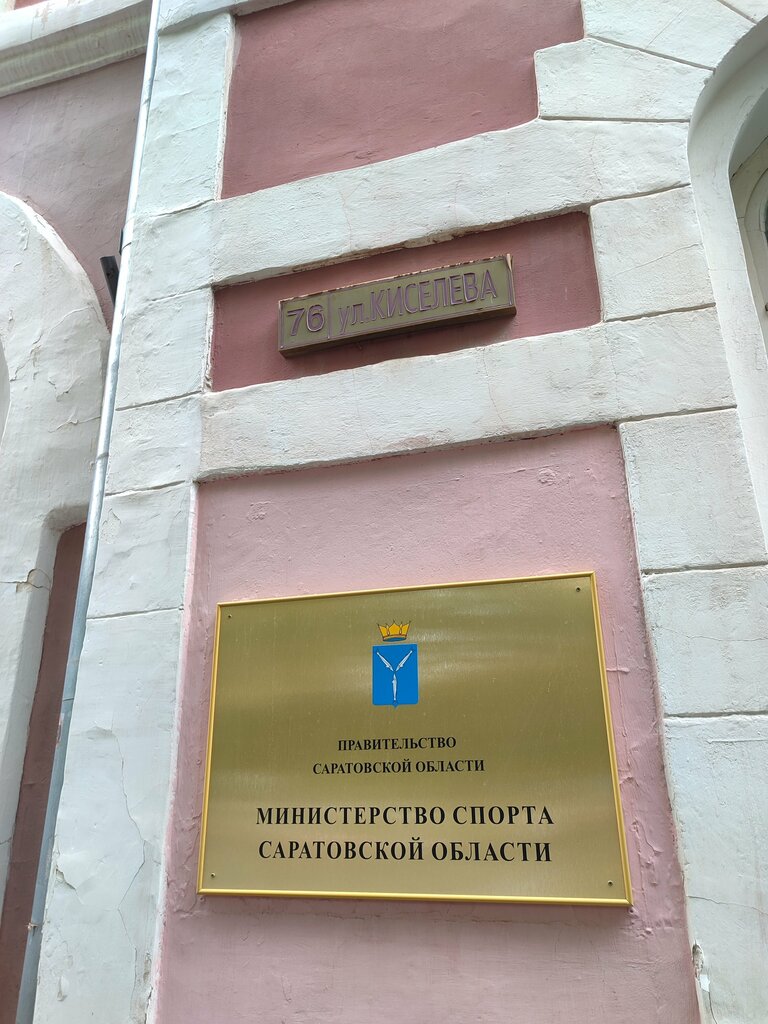 76 ул.КИСЕЛЕВА
ПРАВИТЕЛЬСТВО
САРАТОВСКОЙ ОБЛАСТИ
МИНИСТЕРСТВО СПОРТА
САРАТОВСКОЙ ОБЛАСТИ